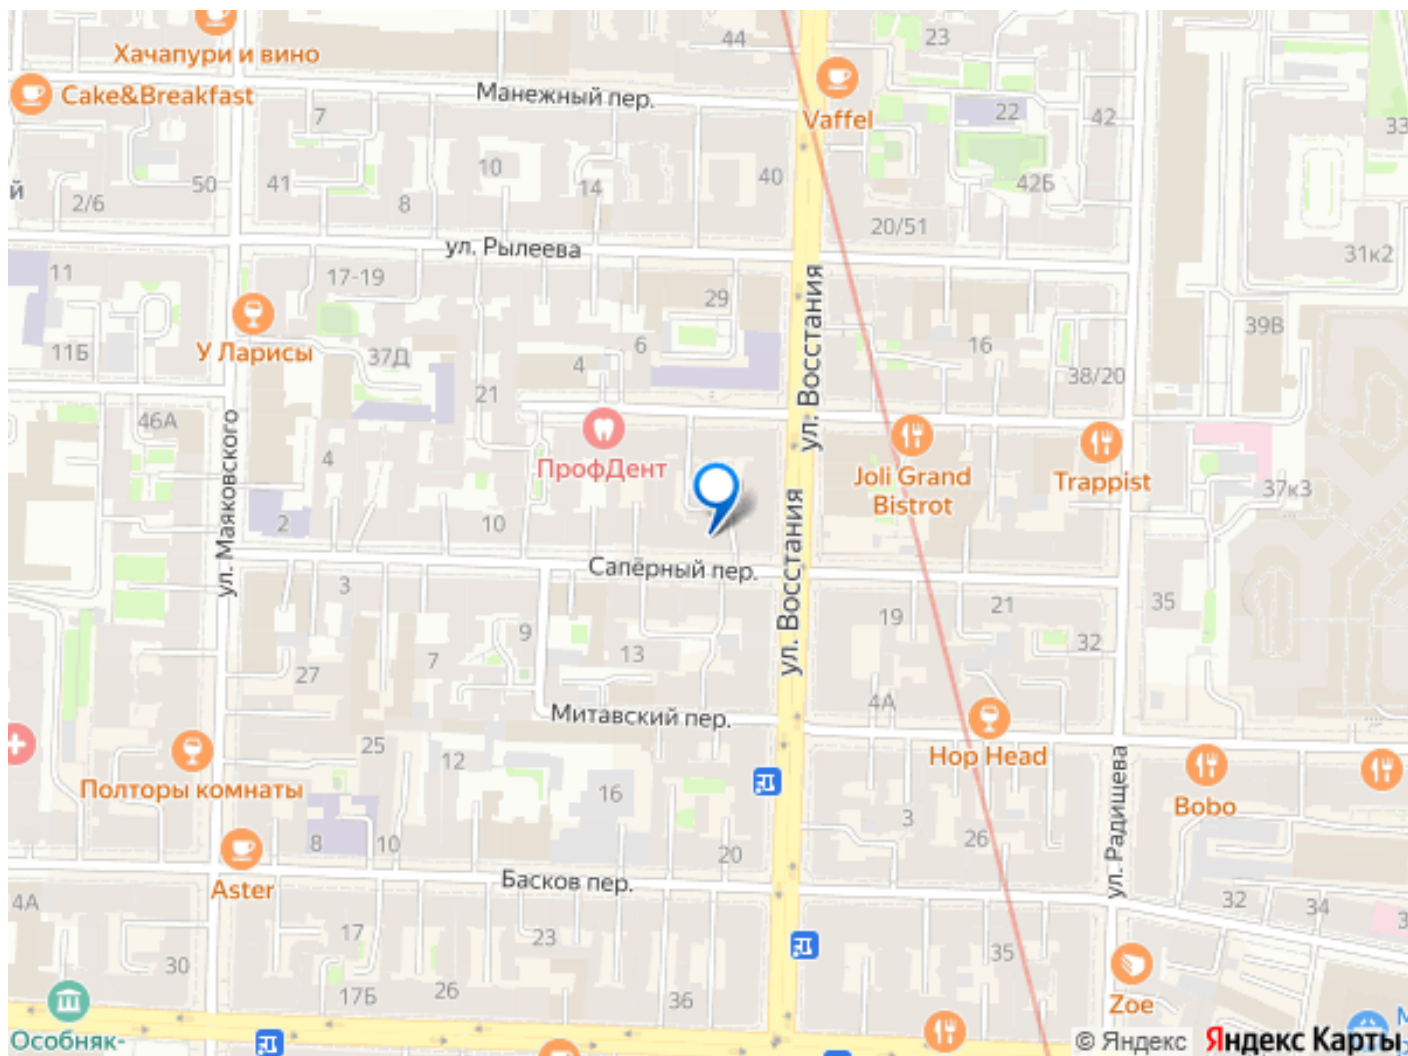 Хачапури и вино
44
23
Cake&Breakfast
Манежный пер.
Vaffel
7
22
42
33
10
40
й
50
41
14
42Б
2/6
8
20/51
ул. Рылеева
31к2
11
17-19
29
ул. Восстания
39В
У Ларисы
11Б
37Д
6
16
4
38/20
21
46А
ул. Маяковского
4
ПрофДент
Joli Grand
Bistrot
Trappist
37к3
2
10
ул. Восстания
Сапёрный пер.
3
21
35
19
9
32
13
7
27
4А
Митавский пер.
25
Hop Head
12
ул. Радищева
Полторы комнаты
16
Bobo
3
26
8
10
20
Aster
Басков пер.
4А
32
34
3
17
23
35
30
26
17Б
36
Zoe
Особняк-
М
© Яндекс Яндекс Карты